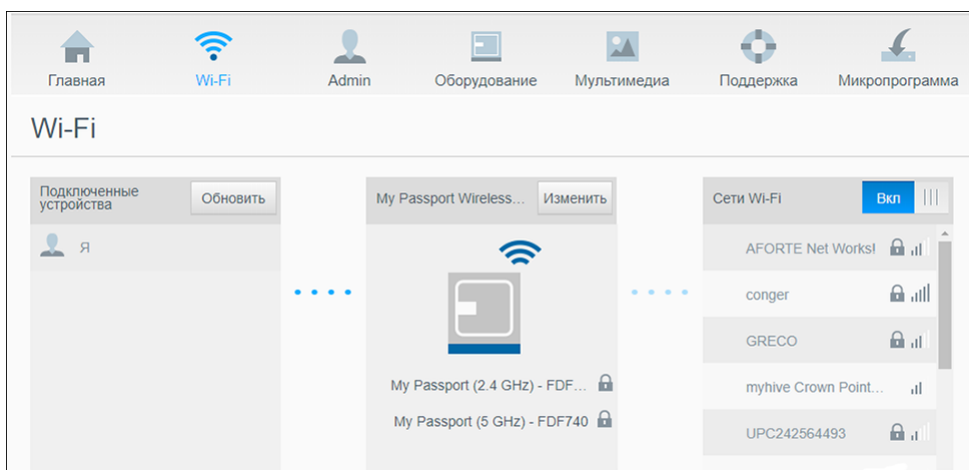 Главная
Wi-Fi
Admin
Оборудование
Мультимедиа
Поддержка
Микропрограмма
Wi-Fi
Подключенные
устройства
Обновить
Я
My Passport Wireless...
Изменить
My Passport (2.4 GHz) - FDF...
My Passport (5 GHz) - FDF740
Сети Wi-Fi
Вкл
AFORTE Net Works!
conger
GRECO
myhive Crown Point...
UPC242564493